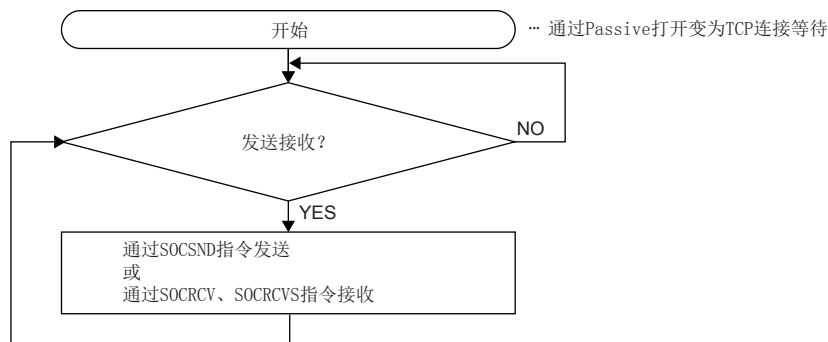 开始
… 通过Passive打开变为TCP连接等待
发送接收？
NO
YES
通过SOCSND指令发送
或
通过SOCRCV、SOCRCVS指令接收